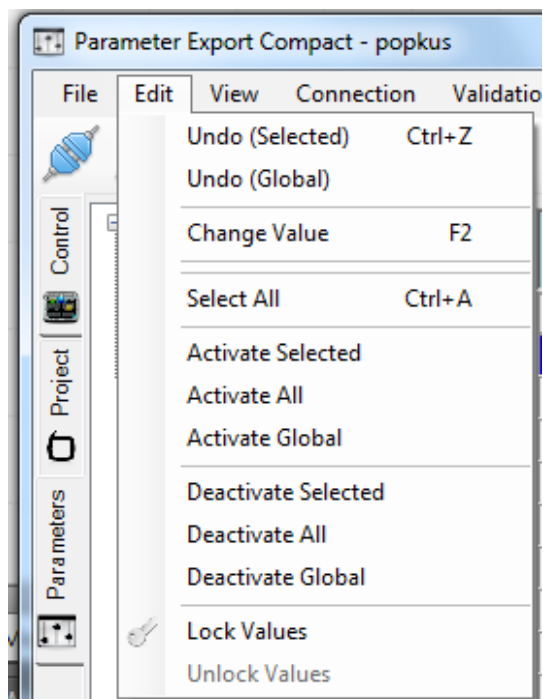 Parameter Export Compact - popkus
File Edit View Connection Validatio
Undo (Selected) Ctrl+Z
Undo (Global)
Change Value F2
Select All Ctrl+A
Activate Selected
Activate All
Activate Global
Deactivate Selected
Deactivate All
Deactivate Global
Lock Values
Unlock Values
Control
Project
Parameters